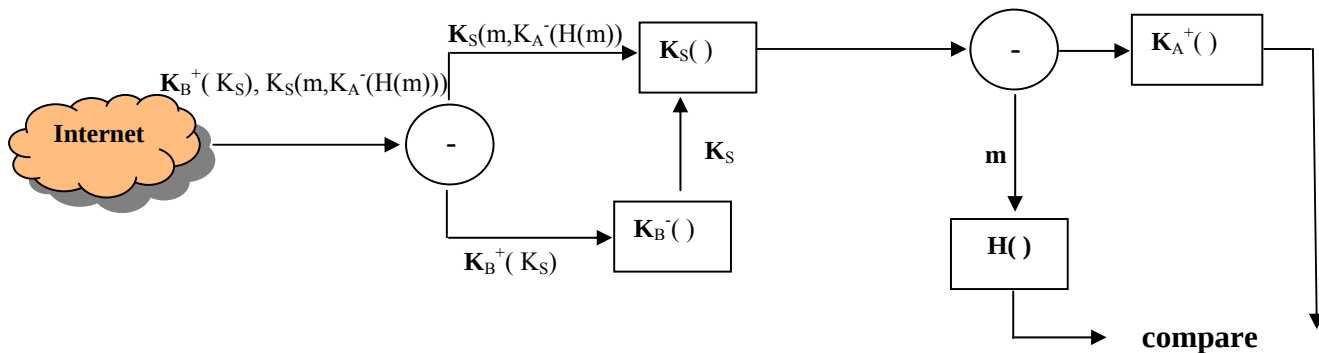 K_S(m,K_A⁻(H(m))
K_S( )
-
K_A⁺( )
K_B⁺( K_S), K_S(m,K_A⁻(H(m)))
Internet
-
K_S
m
K_B⁻( )
H( )
K_B⁺( K_S)
compare